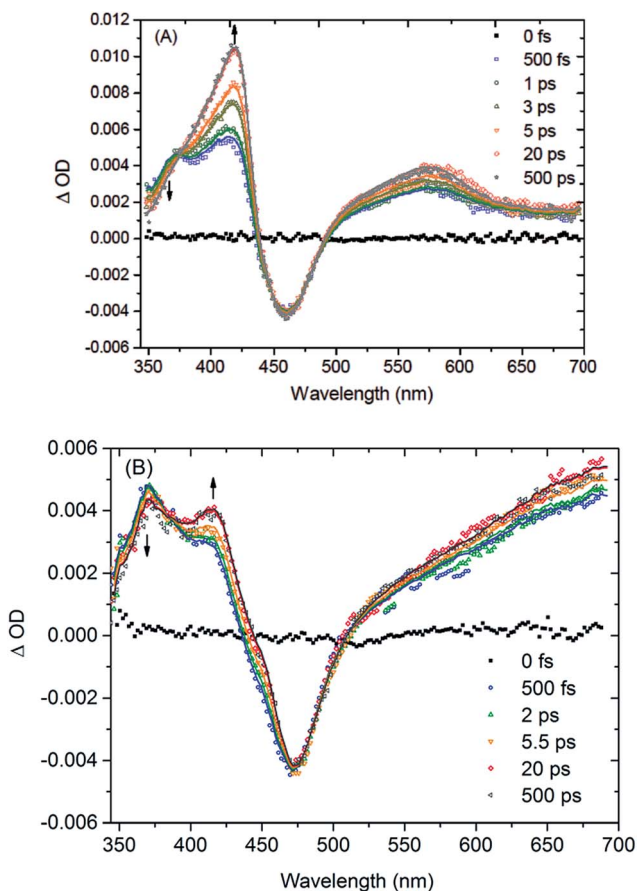 (A)
0 fs
500 fs
1 ps
3 ps
5 ps
20 ps
500 ps
0.012
0.010
0.008
0.006
0.004
0.002
0.000
-0.002
-0.004
-0.006
Δ OD
350 400 450 500 550 600 650 700
Wavelength (nm)
(B)
0.006
0.004
0.002
0.000
-0.002
-0.004
-0.006
Δ OD
0 fs
500 fs
2 ps
5.5 ps
20 ps
500 ps
350 400 450 500 550 600 650 700
Wavelength (nm)